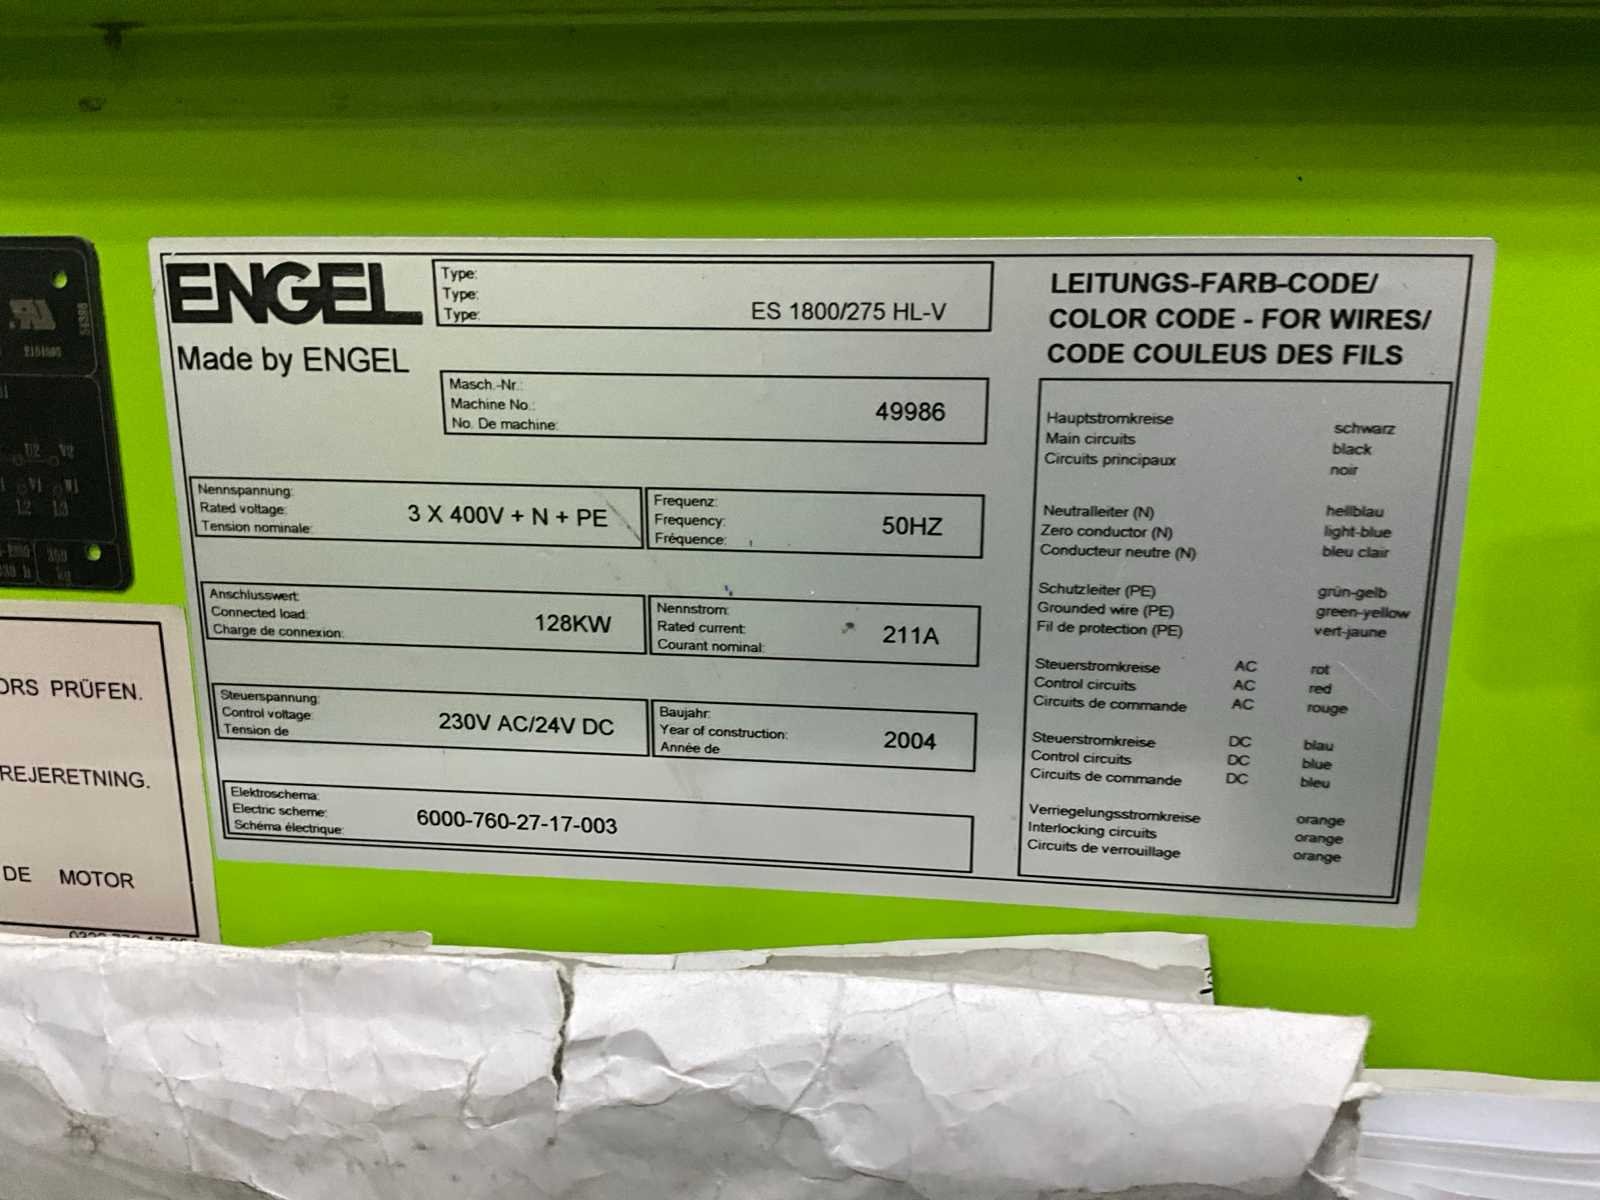 ENGEL
Made by ENGEL
Type:
Type:
Type: ES 1800/275 HL-V
Masch.-Nr.:
Machine No.: 49986
No. De machine:
Nennspannung:
Rated voltage: 3 X 400V + N + PE
Tension nominale:
Frequenz:
Frequency: 50HZ
Fréquence:
Anschlusswert:
Connected load: 128KW
Charge de connexion:
Nennstrom:
Rated current: 211A
Courant nominal:
Steuerspannung:
Control voltage: 230V AC/24V DC
Tension de
Baujahr:
Year of construction: 2004
Année de
Elektroschema:
Electric scheme: 6000-760-27-17-003
Schéma électrique:
LEITUNGS-FARB-CODE/
COLOR CODE - FOR WIRES/
CODE COULEUS DES FILS
Hauptstromkreise schwarz
Main circuits black
Circuits principaux noir
Neutralleiter (N) hellblau
Zero conductor (N) light-blue
Conducteur neutre (N) bleu clair
Schutzleiter (PE) grün-gelb
Grounded wire (PE) green-yellow
Fil de protection (PE) vert-jaune
Steuerstromkreise AC rot
Control circuits AC red
Circuits de commande AC rouge
Steuerstromkreise DC blau
Control circuits DC blue
Circuits de commande DC bleu
Verriegelungsstromkreise orange
Interlocking circuits orange
Circuits de verrouillage orange
U2 V2
V1 W1
L2 L3
kg
ORS PRÜFEN.
REJERETNING.
DE MOTOR